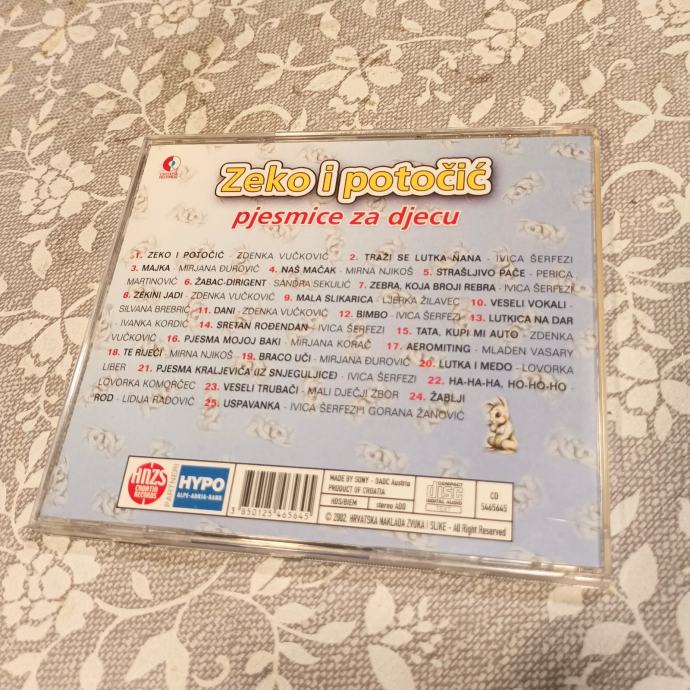 CROATIA RECORDS
Zeko i potočić
pjesmice za djecu
1. ZEKO I POTOČIĆ - ZDENKA VUČKOVIĆ 2. TRAŽI SE LUTKA ŇANA - IVICA ŠERFEZI
3. MAJKA - MIRJANA ĐUROVIĆ 4. NAŠ MAČAK - MIRNA NJIKOŠ 5. STRAŠLJIVO PAČE - PERICA
MARTINOVIĆ 6. ŽABAC-DIRIGENT - SANDRA SEKULIĆ 7. ZEBRA, KOJA BROJI REBRA - IVICA ŠERFEZI
8. ZEKINI JADI - ZDENKA VUČKOVIĆ 9. MALA SLIKARICA - LJERKA ŽILAVEC 10. VESELI VOKALI -
SILVANA BREBRIĆ 11. DANI - ZDENKA VUČKOVIĆ 12. BIMBO - IVICA ŠERFEZI 13. LUTKICA NA DAR
- IVANKA KORDIĆ 14. SRETAN ROĐENDAN - IVICA ŠERFEZI 15. TATA, KUPI MI AUTO - ZDENKA
VUČKOVIĆ 16. PJESMA MOJOJ BAKI - MIRJANA KORAČ 17. AEROMITING - MLADEN VASARY
18. TE RIJEČI - MIRNA NJIKOŠ 19. BRACO UČI - MIRJANA ĐUROVIĆ 20. LUTKA I MEDO - LOVORKA
LIBER 21. PJESMA KRALJEVIĆA (IZ SNJEGULJICE) - IVICA ŠERFEZI 22. HA-HA-HA, HO-HO-HO -
LOVORKA KOMORČEC 23. VESELI TRUBAČI - MALI DJEČJI ZBOR 24. ŽABLJI
ROD - LIDIJA RADOVIĆ 25. USPAVANKA - IVICA ŠERFEZI I GORANA ŽANOVIĆ
HNZS
CROATIA
RECORDS
PARTNERI
HYPO
ALPE-ADRIA-BANK
3 850125 465645
MADE BY SONY - DADC Austria
PRODUCT OF CROATIA
HDS/BIEM stereo ADD
COMPACT
disc
DIGITAL AUDIO
CD
5465645
© 2002. HRVATSKA NAKLADA ZVUKA I SLIKE - All Right Reserved